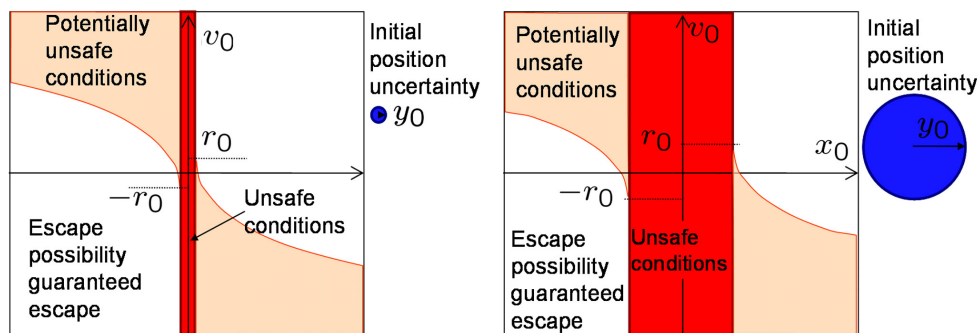 Potentially
unsafe
conditions
v₀
Initial
position
uncertainty
y₀
r₀
−r₀
Unsafe
conditions
Escape
possibility
guaranteed
escape
Potentially
unsafe
conditions
v₀
Initial
position
uncertainty
y₀
r₀
x₀
−r₀
Unsafe
conditions
Escape
possibility
guaranteed
escape